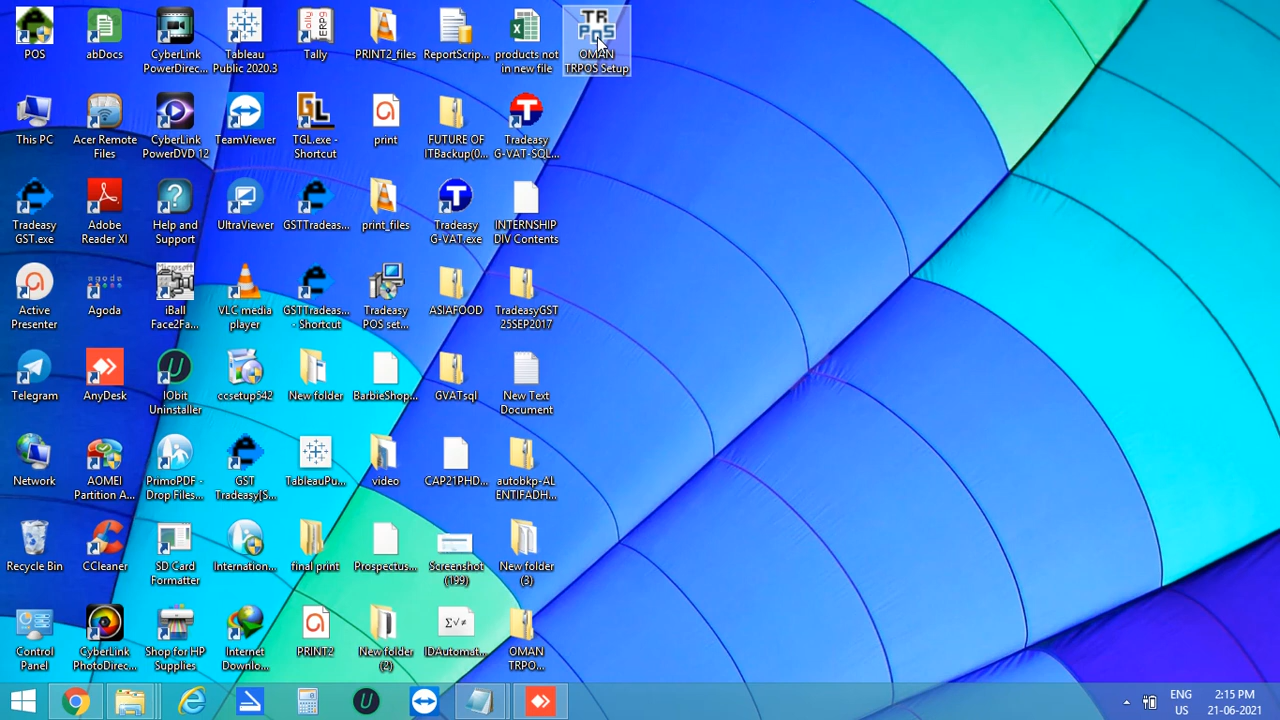 POS
abDocs
CyberLink
PowerDirec...
Tableau
Public 2020.3
Tally
PRINT2_files
ReportScrip...
products not
in new file
OMAN
TRPOS Setup
This PC
Acer Remote
Files
CyberLink
PowerDVD 12
TeamViewer
TGL.exe -
Shortcut
print
FUTURE OF
ITBackup(0...
Tradeasy
G-VAT-SQL...
Tradeasy
GST.exe
Adobe
Reader XI
Help and
Support
UltraViewer
GSTTradeas...
print_files
Tradeasy
G-VAT.exe
INTERNSHIP
DIV Contents
Active
Presenter
Agoda
iBall
Face2Fa...
VLC media
player
GSTTradeas...
- Shortcut
Tradeasy
POS set...
ASIAFOOD
TradeasyGST
25SEP2017
Telegram
AnyDesk
IObit
Uninstaller
ccsetup542
New folder
BarbieShop...
GVATsql
New Text
Document
Network
AOMEI
Partition A...
PrimoPDF -
Drop Files...
GST
Tradeasy[S...
TableauPu...
video
CAP21PHD...
autobkp-AL
ENTIFADH...
Recycle Bin
CCleaner
SD Card
Formatter
Internation...
final print
Prospectus...
Screenshot
(199)
New folder
(3)
Control
Panel
CyberLink
PhotoDirec...
Shop for HP
Supplies
Internet
Downlo...
PRINT2
New folder
(2)
IDAutomat...
OMAN
TRPO...
ENG
US
2:15 PM
21-06-2021